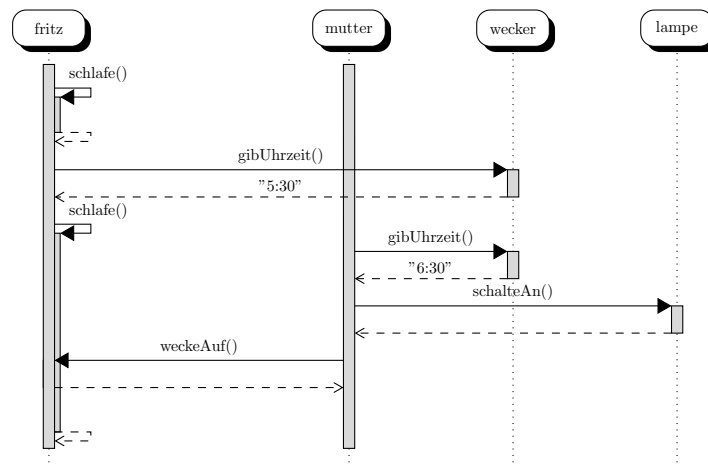 fritz
mutter
wecker
lampe
schlafe()
gibUhrzeit()
"5:30"
schlafe()
gibUhrzeit()
"6:30"
schalteAn()
weckeAuf()